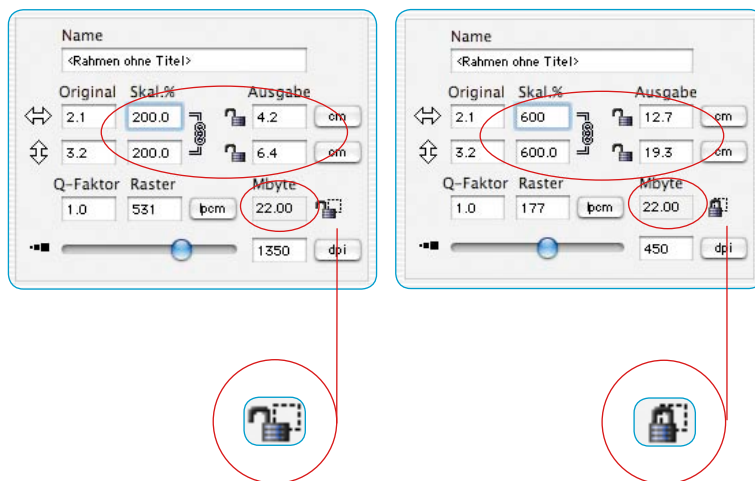 Name
<Rahmen ohne Titel>
Original Skal.% Ausgabe
2.1 200.0 4.2 cm
3.2 200.0 6.4 cm
Q-Faktor Raster Mbyte
1.0 531 lpcm 22.00
1350 dpi
Name
<Rahmen ohne Titel>
Original Skal.% Ausgabe
2.1 600 12.7 cm
3.2 600.0 19.3 cm
Q-Faktor Raster Mbyte
1.0 177 lpcm 22.00
450 dpi